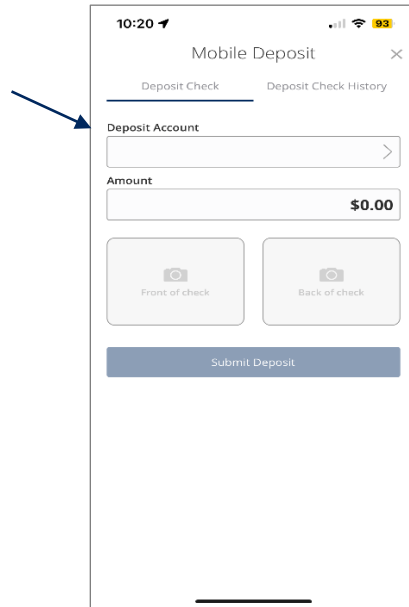 10:20
93
Mobile Deposit
Deposit Check Deposit Check History
Deposit Account
Amount
$0.00
Front of check Back of check
Submit Deposit